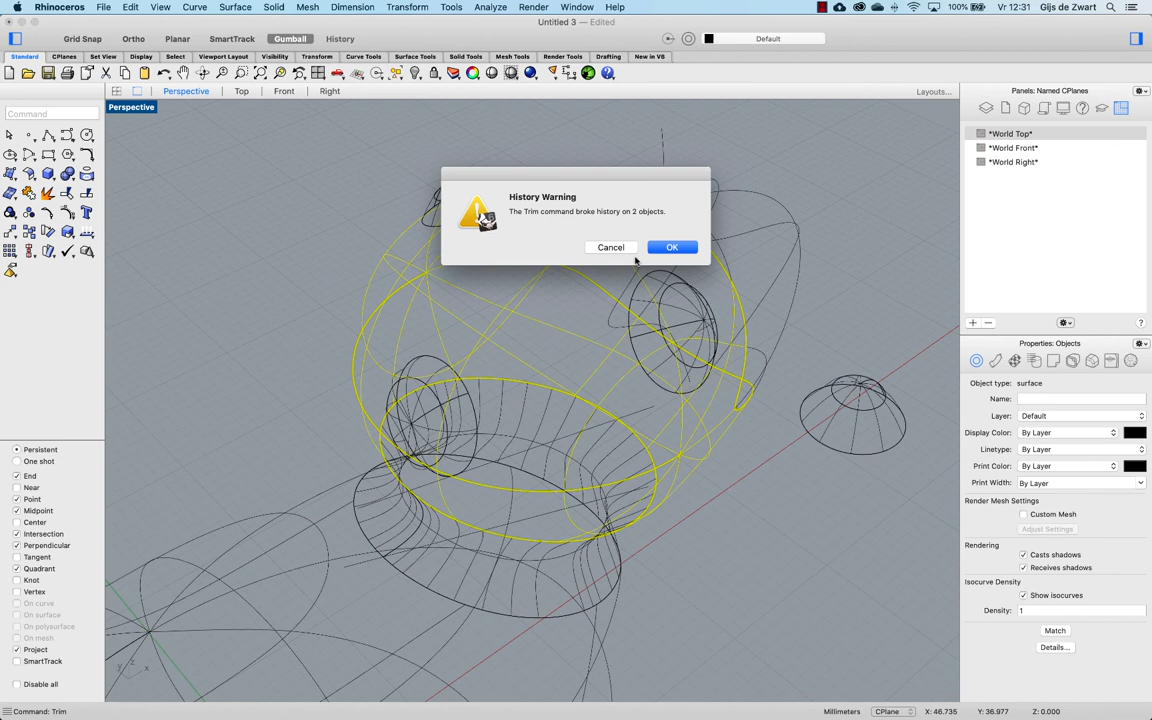 Rhinoceros File Edit View Curve Surface Solid Mesh Dimension Transform Tools Analyze Render Window Help 100% Vr 12:31 Gijs de Zwart
Untitled 3 — Edited
Grid Snap Ortho Planar SmartTrack Gumball History Default
Standard CPlanes Set View Display Select Viewport Layout Visibility Transform Curve Tools Surface Tools Solid Tools Mesh Tools Render Tools Drafting New in V6
Perspective Top Front Right Layouts... Panels: Named CPlanes
Perspective
Command
*World Top*
*World Front*
*World Right*
History Warning
The Trim command broke history on 2 objects.
Cancel OK
Properties: Objects
Object type: surface
Name:
Layer: Default
Display Color: By Layer
Linetype: By Layer
Print Color: By Layer
Print Width: By Layer
Render Mesh Settings
Custom Mesh
Adjust Settings
Rendering
Casts shadows
Receives shadows
Isocurve Density
Show isocurves
Density: 1
Match
Details...
Persistent
One shot
End
Near
Point
Midpoint
Center
Intersection
Perpendicular
Tangent
Quadrant
Knot
Vertex
On curve
On surface
On polysurface
On mesh
Project
SmartTrack
Disable all
y z x
Command: Trim Millimeters CPlane X: 46.735 Y: 36.977 Z: 0.000